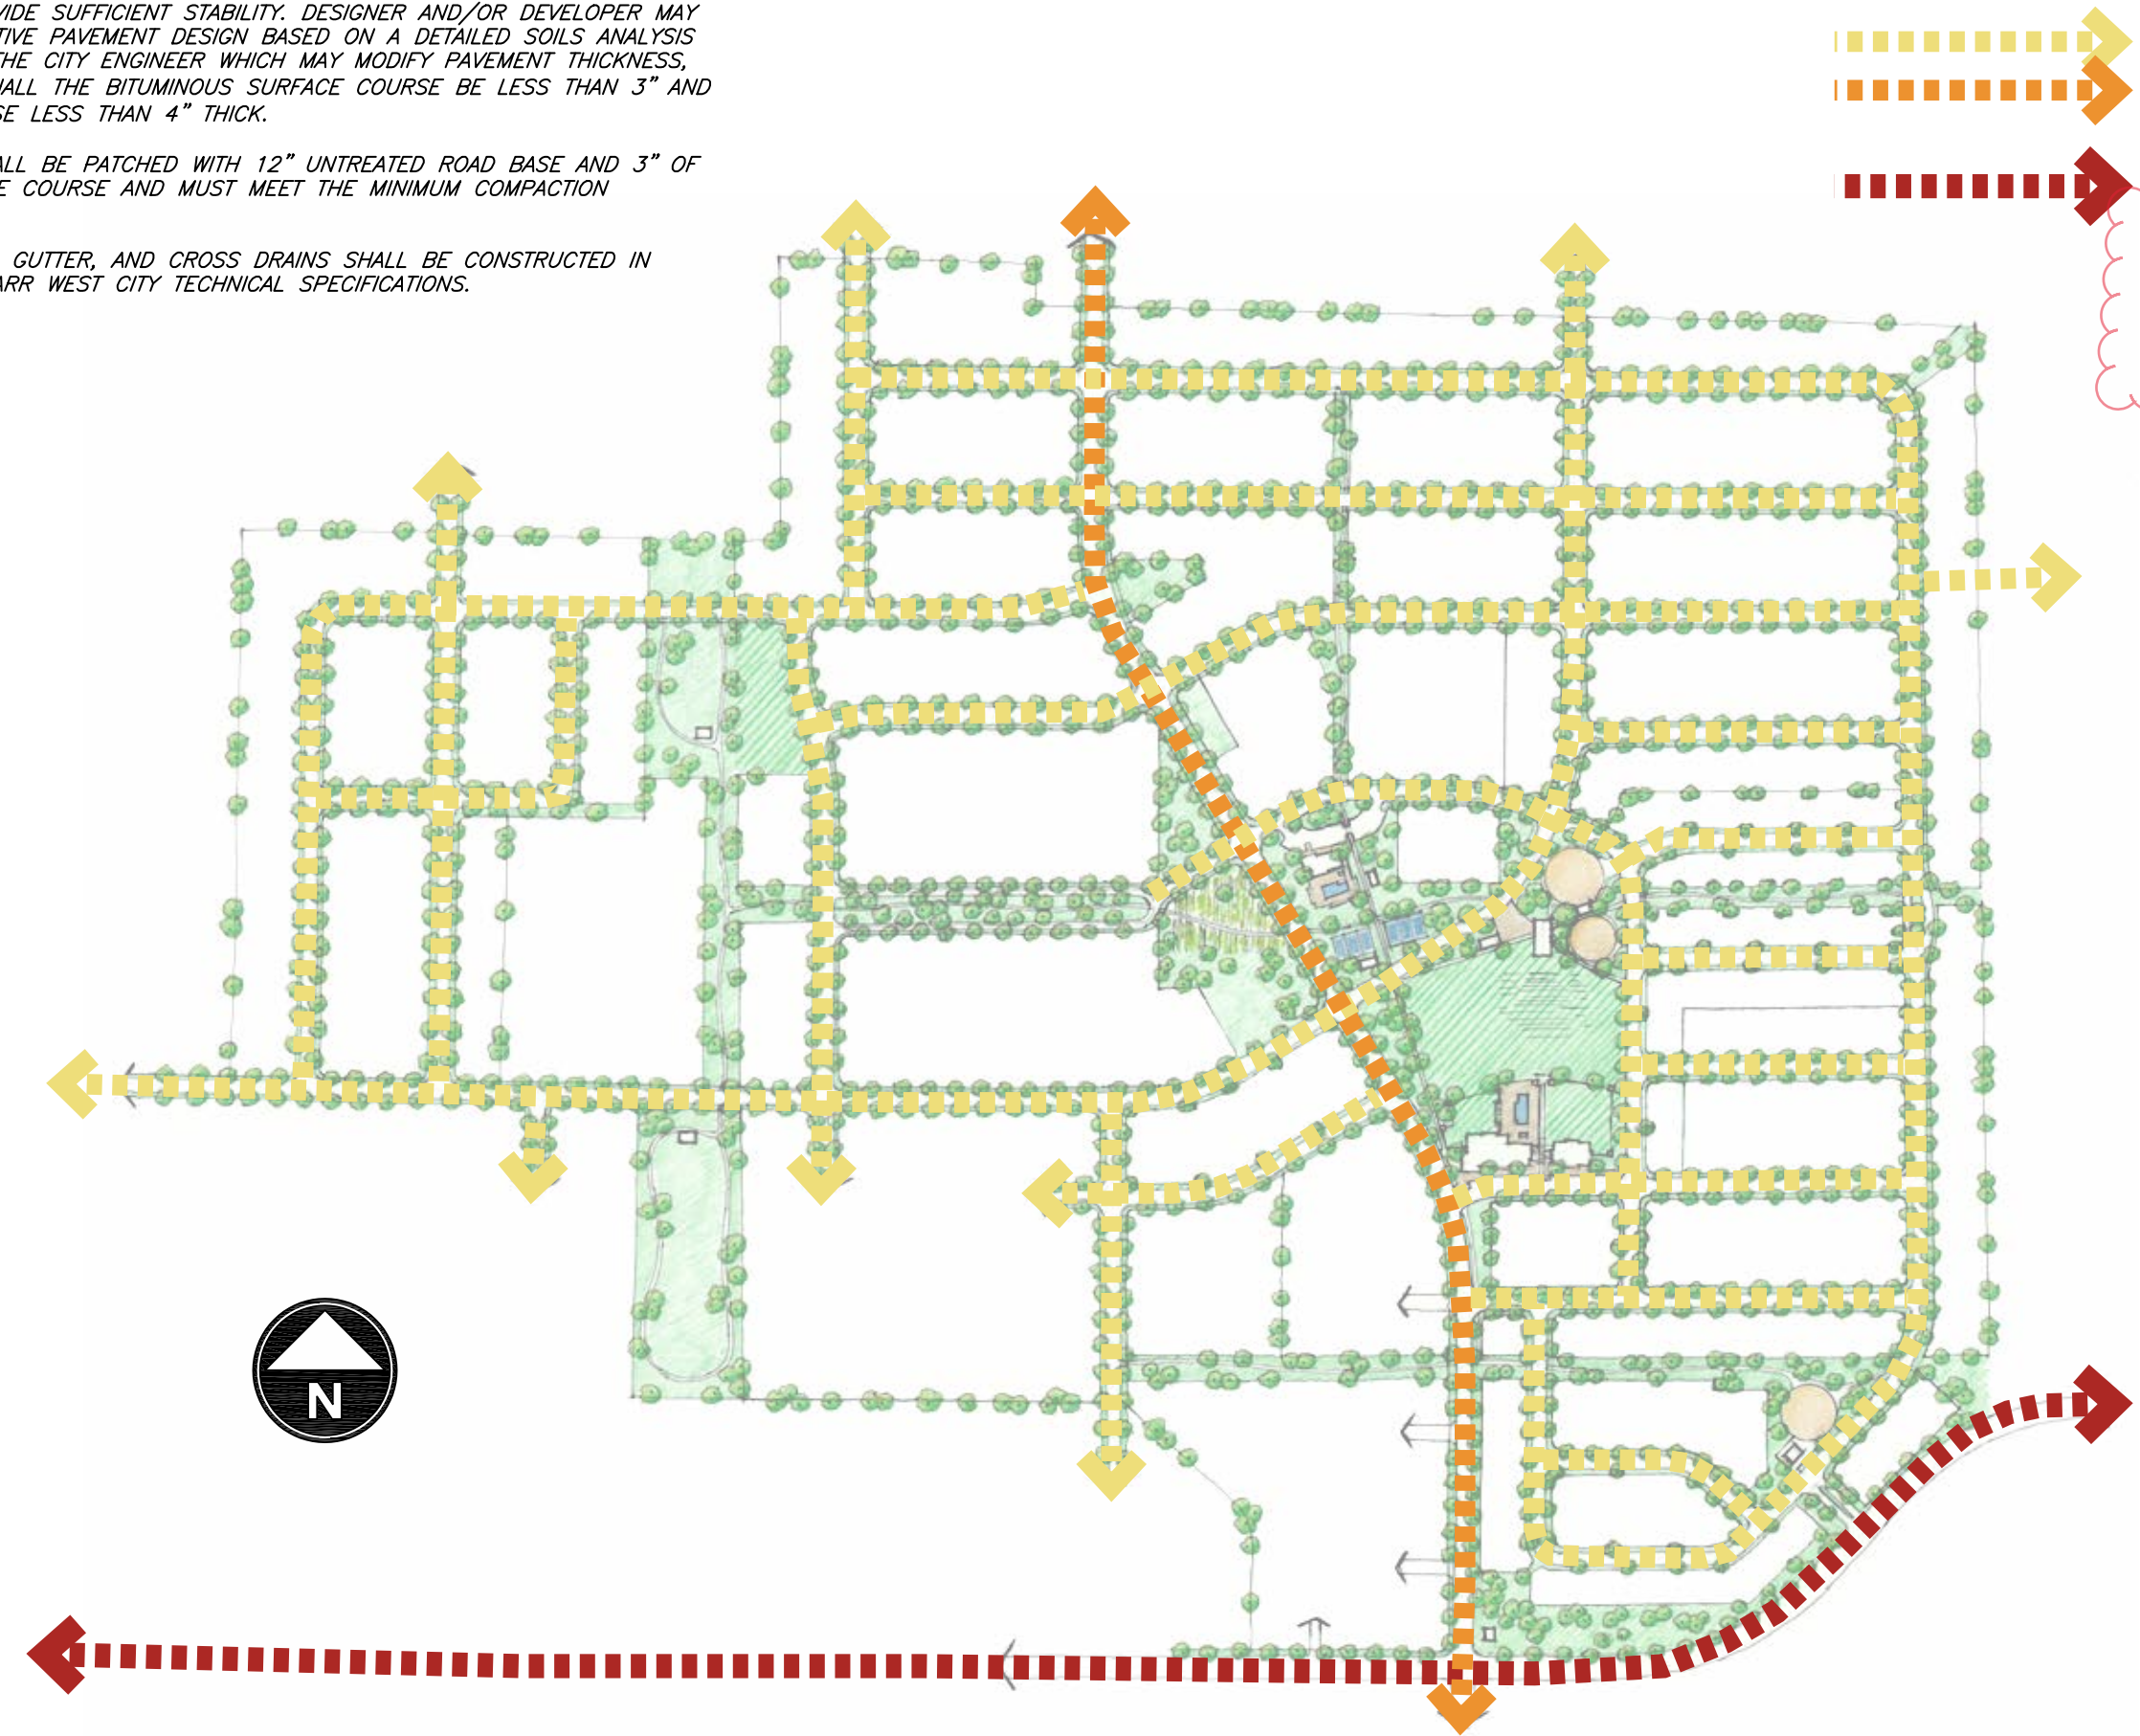 VIDE SUFFICIENT STABILITY. DESIGNER AND/OR DEVELOPER MAY
TIVE PAVEMENT DESIGN BASED ON A DETAILED SOILS ANALYSIS
THE CITY ENGINEER WHICH MAY MODIFY PAVEMENT THICKNESS,
HALL THE BITUMINOUS SURFACE COURSE BE LESS THAN 3" AND
SE LESS THAN 4" THICK.
ALL BE PATCHED WITH 12" UNTREATED ROAD BASE AND 3" OF
E COURSE AND MUST MEET THE MINIMUM COMPACTION
GUTTER, AND CROSS DRAINS SHALL BE CONSTRUCTED IN
ARR WEST CITY TECHNICAL SPECIFICATIONS.
N